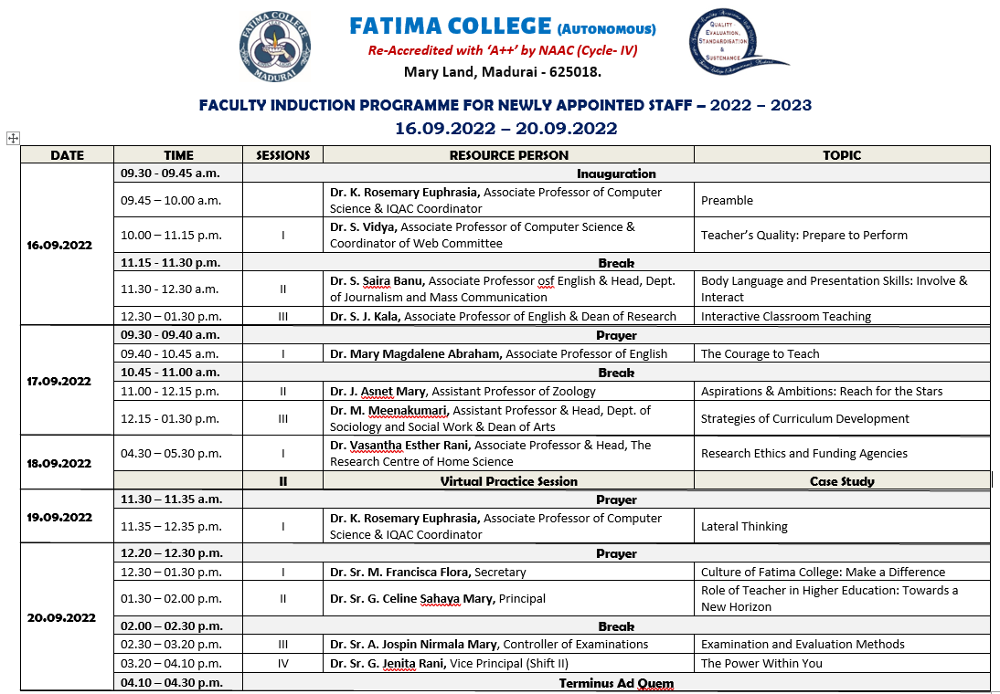 FATIMA COLLEGE
MADURAI
FATIMA COLLEGE (AUTONOMOUS)
Re-Accredited with ‘A++’ by NAAC (Cycle- IV)
Mary Land, Madurai - 625018.
QUALITY
EVALUATION,
STANDARDISATION
&
SUSTENANCE
FACULTY INDUCTION PROGRAMME FOR NEWLY APPOINTED STAFF – 2022 – 2023
16.09.2022 – 20.09.2022
DATE TIME SESSIONS RESOURCE PERSON TOPIC
16.09.2022
09.30 - 09.45 a.m. Inauguration
09.45 – 10.00 a.m. Dr. K. Rosemary Euphrasia, Associate Professor of Computer
Science & IQAC Coordinator
Preamble
10.00 – 11.15 p.m. I Dr. S. Vidya, Associate Professor of Computer Science &
Coordinator of Web Committee
Teacher’s Quality: Prepare to Perform
11.15 - 11.30 p.m. Break
11.30 - 12.30 a.m. II Dr. S. Saira Banu, Associate Professor osf English & Head, Dept.
of Journalism and Mass Communication
Body Language and Presentation Skills: Involve &
Interact
12.30 – 01.30 p.m. III Dr. S. J. Kala, Associate Professor of English & Dean of Research Interactive Classroom Teaching
17.09.2022
09.30 - 09.40 a.m. Prayer
09.40 - 10.45 a.m. I Dr. Mary Magdalene Abraham, Associate Professor of English The Courage to Teach
10.45 - 11.00 a.m. Break
11.00 - 12.15 p.m. II Dr. J. Asnet Mary, Assistant Professor of Zoology Aspirations & Ambitions: Reach for the Stars
12.15 - 01.30 p.m. III Dr. M. Meenakumari, Assistant Professor & Head, Dept. of
Sociology and Social Work & Dean of Arts
Strategies of Curriculum Development
18.09.2022
04.30 – 05.30 p.m. I Dr. Vasantha Esther Rani, Associate Professor & Head, The
Research Centre of Home Science
Research Ethics and Funding Agencies
II Virtual Practice Session Case Study
19.09.2022
11.30 – 11.35 a.m. Prayer
11.35 – 12.35 p.m. I Dr. K. Rosemary Euphrasia, Associate Professor of Computer
Science & IQAC Coordinator
Lateral Thinking
20.09.2022
12.20 – 12.30 p.m. Prayer
12.30 – 01.30 p.m. I Dr. Sr. M. Francisca Flora, Secretary Culture of Fatima College: Make a Difference
01.30 – 02.00 p.m. II Dr. Sr. G. Celine Sahaya Mary, Principal Role of Teacher in Higher Education: Towards a
New Horizon
02.00 – 02.30 p.m. Break
02.30 – 03.20 p.m. III Dr. Sr. A. Jospin Nirmala Mary, Controller of Examinations Examination and Evaluation Methods
03.20 – 04.10 p.m. IV Dr. Sr. G. Jenita Rani, Vice Principal (Shift II) The Power Within You
04.10 – 04.30 p.m. Terminus Ad Quem